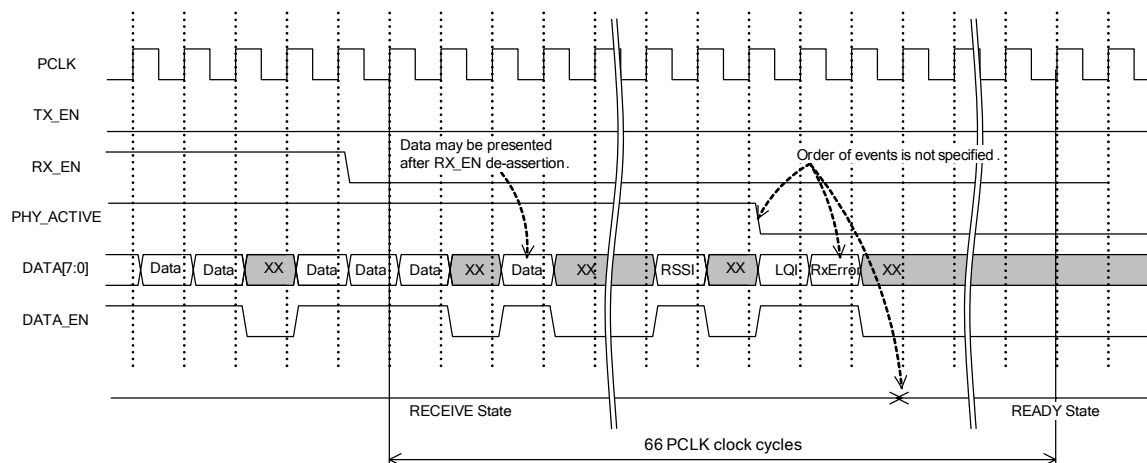 PCLK
TX_EN
Data may be presented
after RX_EN de-assertion.
Order of events is not specified .
RX_EN
PHY_ACTIVE
DATA[7:0]
Data
Data
XX
Data
Data
Data
XX
Data
XX
RSSI
XX
LQI
RxError
XX
DATA_EN
RECEIVE State
READY State
66 PCLK clock cycles